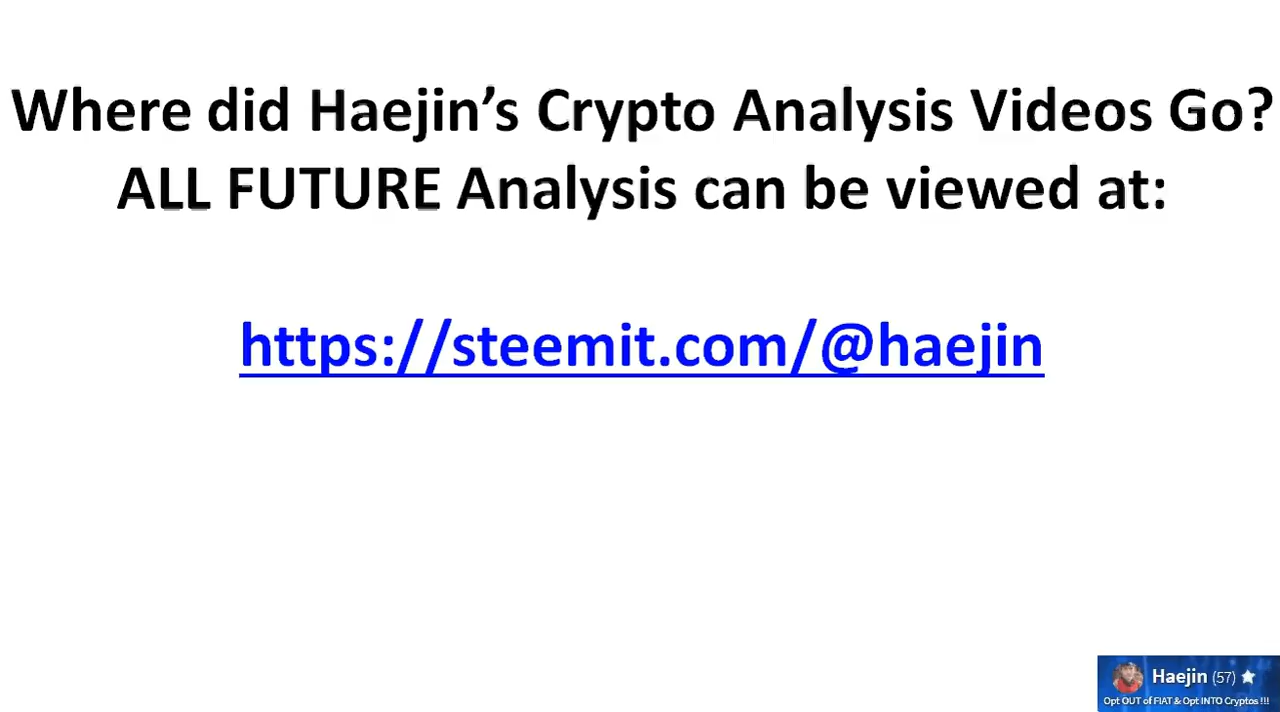 Where did Haejin’s Crypto Analysis Videos Go?
ALL FUTURE Analysis can be viewed at:
https://steemit.com/@haejin
Haejin (57)
Opt OUT of FIAT & Opt INTO Cryptos !!!